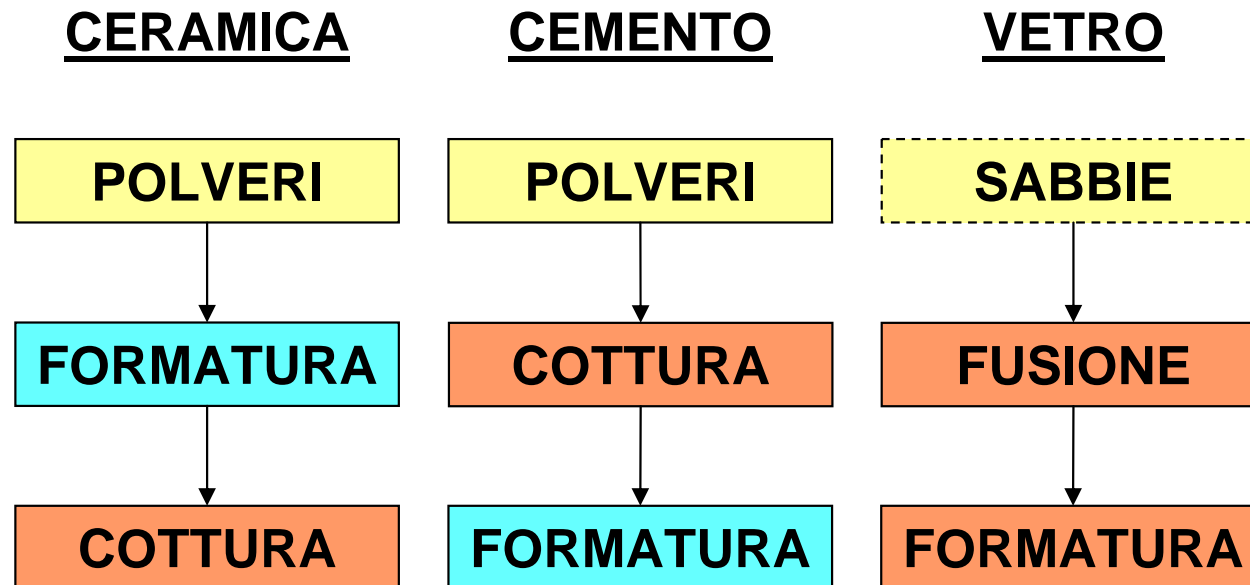 CERAMICA CEMENTO VETRO
POLVERI POLVERI SABBIE
FORMATURA COTTURA FUSIONE
COTTURA FORMATURA FORMATURA